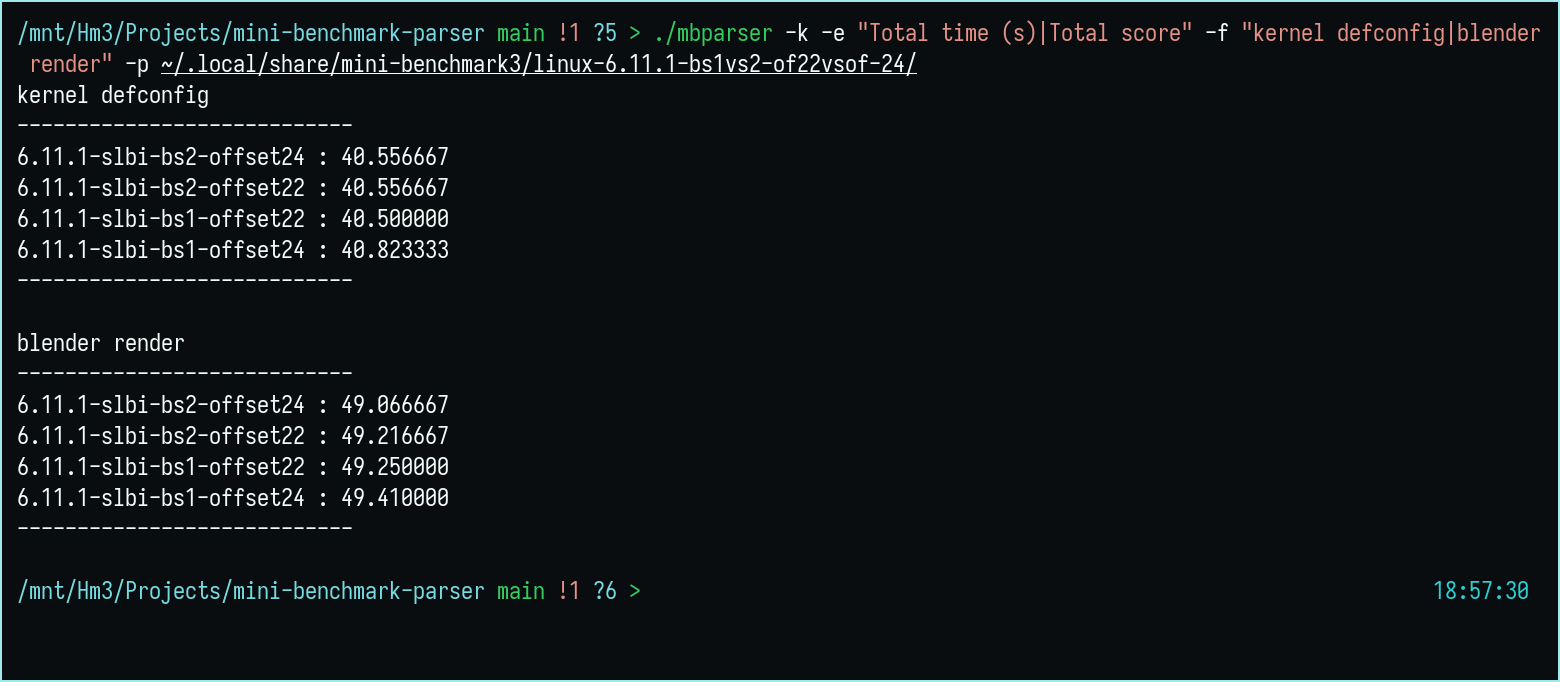 /mnt/Hm3/Projects/mini-benchmark-parser main !1 ?5 > ./mbparser -k -e "Total time (s)|Total score" -f "kernel defconfig|blender
render" -p ~/.local/share/mini-benchmark3/linux-6.11.1-bs1vs2-of22vsof-24/
kernel defconfig
----------------------------
6.11.1-slbi-bs2-offset24 : 40.556667
6.11.1-slbi-bs2-offset22 : 40.556667
6.11.1-slbi-bs1-offset22 : 40.500000
6.11.1-slbi-bs1-offset24 : 40.823333
----------------------------

blender render
----------------------------
6.11.1-slbi-bs2-offset24 : 49.066667
6.11.1-slbi-bs2-offset22 : 49.216667
6.11.1-slbi-bs1-offset22 : 49.250000
6.11.1-slbi-bs1-offset24 : 49.410000
----------------------------

/mnt/Hm3/Projects/mini-benchmark-parser main !1 ?6 > 18:57:30